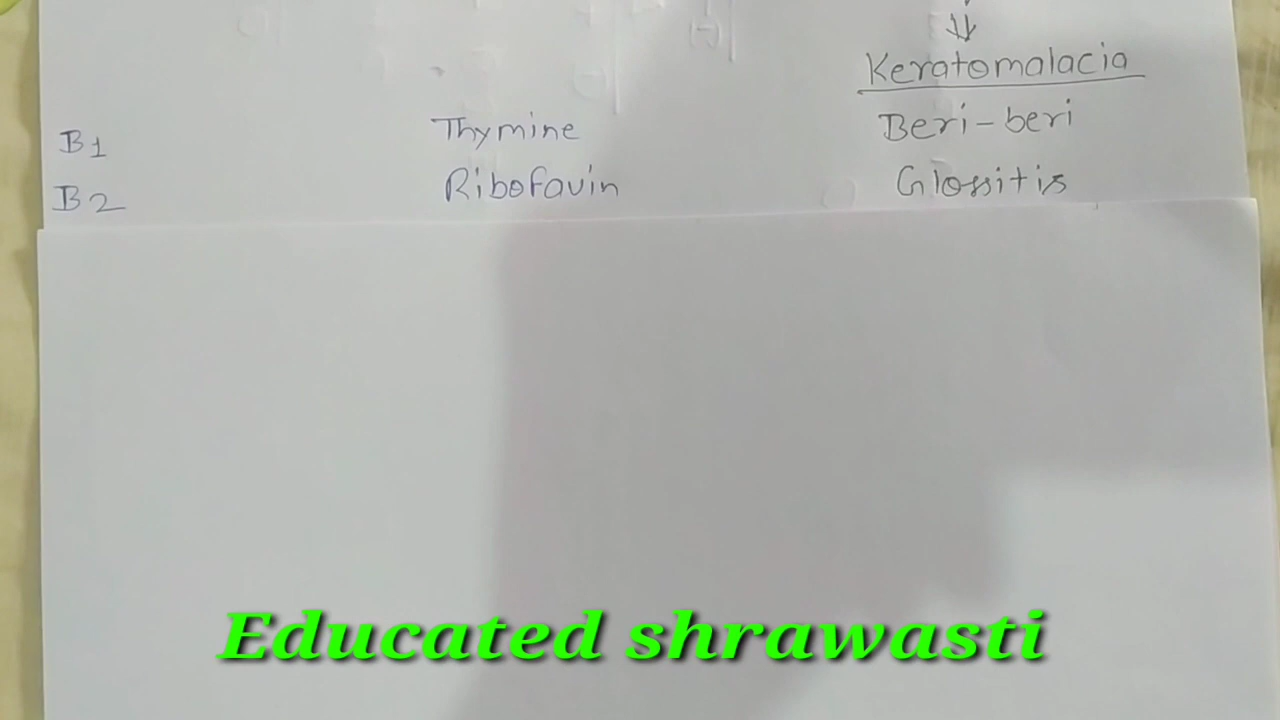 Keratomalacia
B1 Thymine Beri-beri
B2 Ribofavin Glossitis
Educated shrawasti